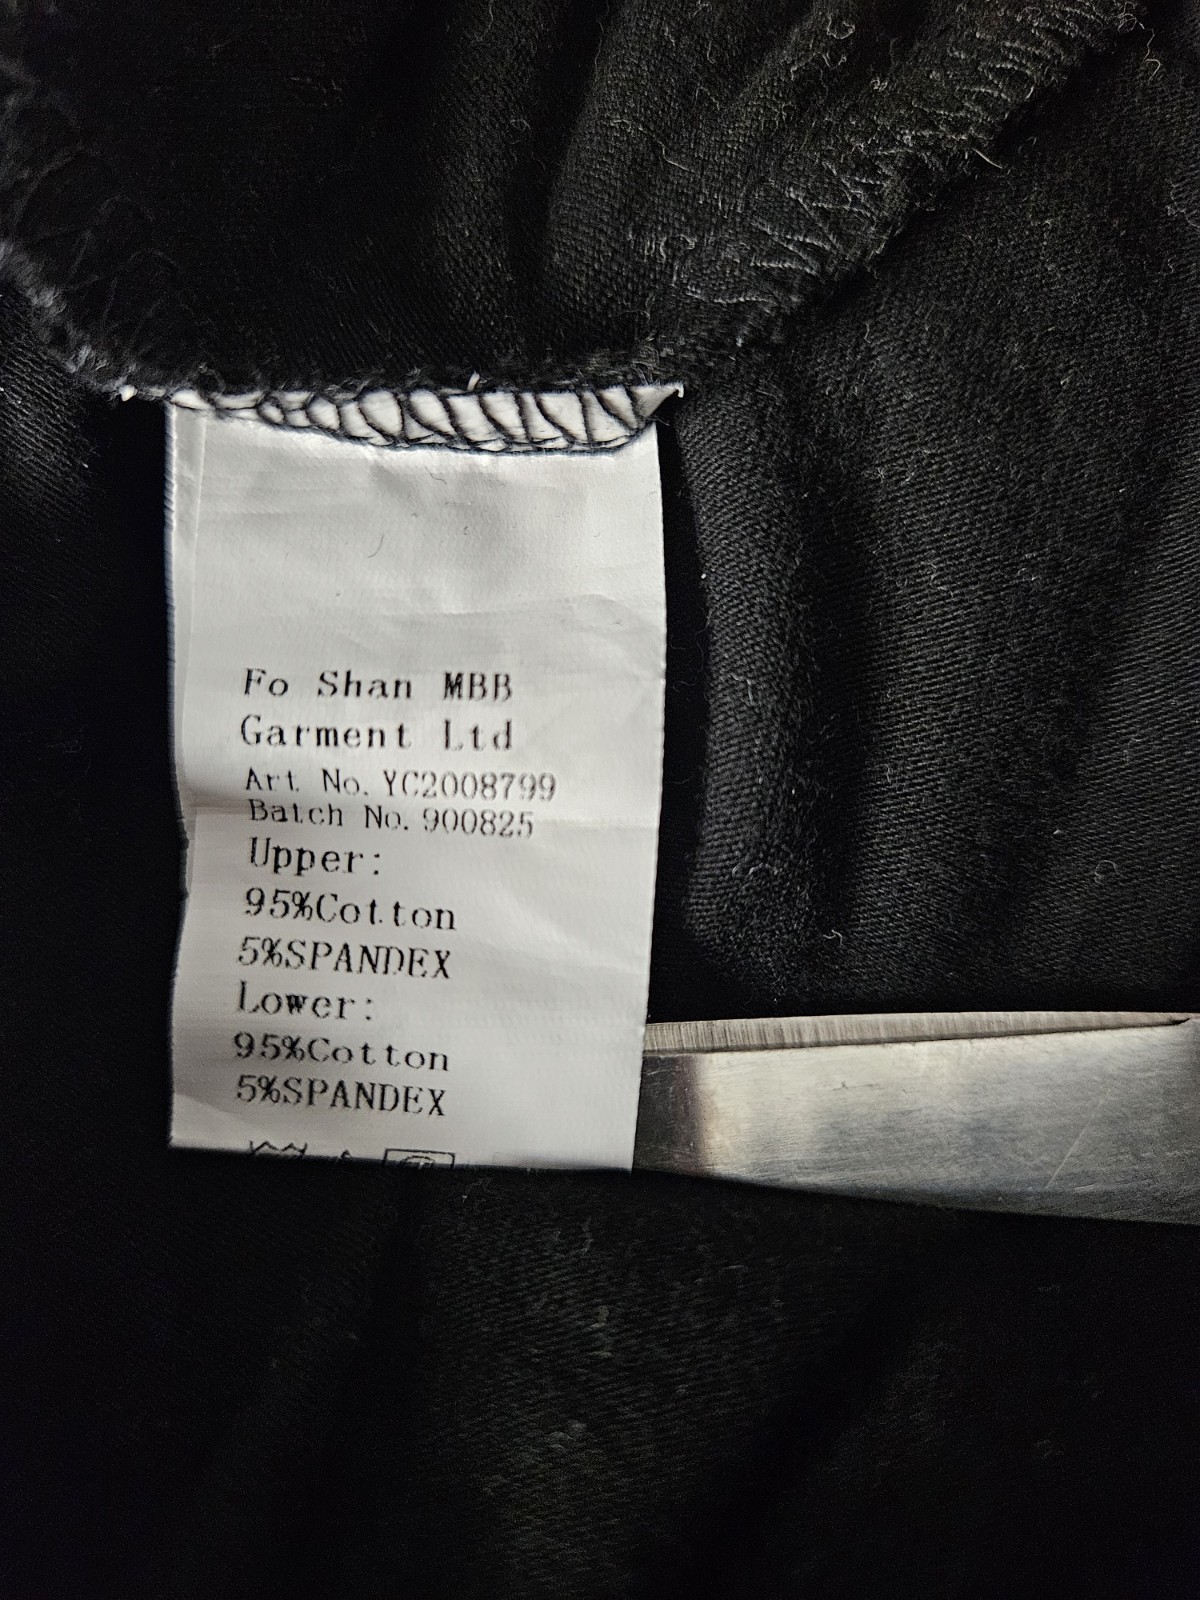 Fo Shan MBB
Garment Ltd
Art. No. YC2008799
Batch No. 900825
Upper:
95%Cotton
5%SPANDEX
Lower:
95%Cotton
5%SPANDEX